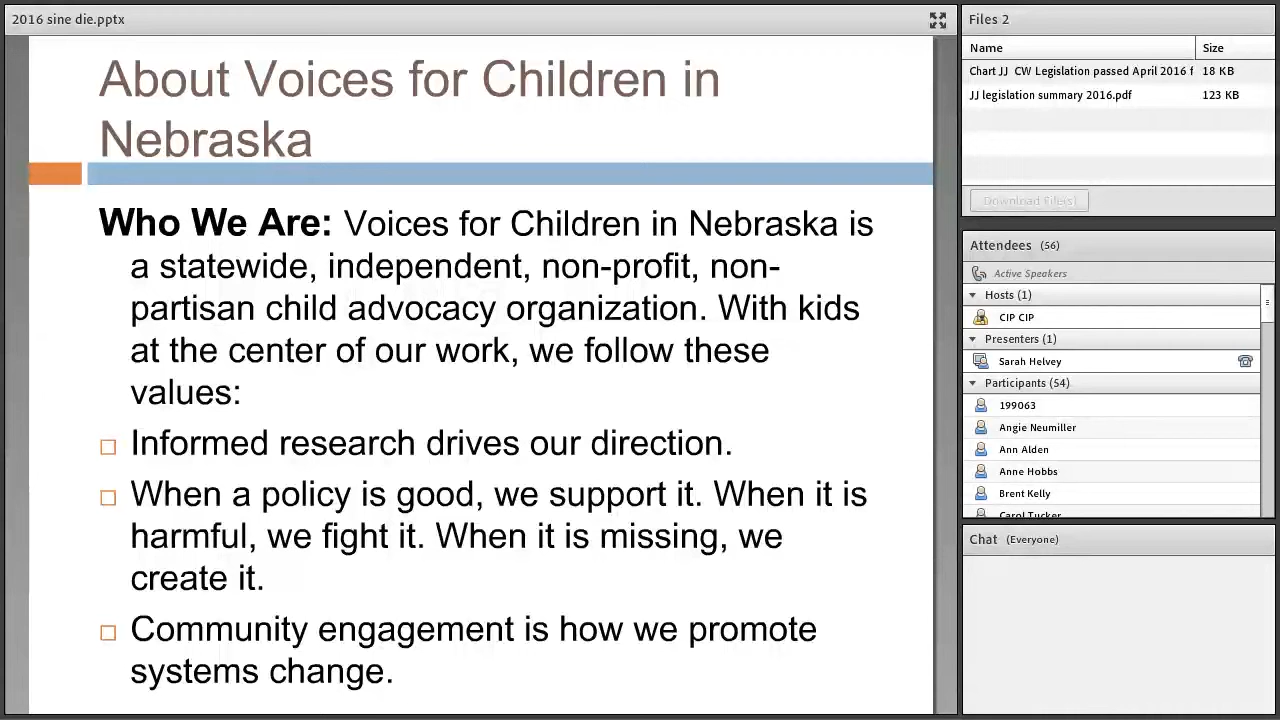 2016 sine die.pptx
About Voices for Children in
Nebraska
Who We Are: Voices for Children in Nebraska is
a statewide, independent, non-profit, non-
partisan child advocacy organization. With kids
at the center of our work, we follow these
values:
Informed research drives our direction.
When a policy is good, we support it. When it is
harmful, we fight it. When it is missing, we
create it.
Community engagement is how we promote
systems change.
Files 2
Name Size
Chart JJ CW Legislation passed April 2016 f 18 KB
JJ legislation summary 2016.pdf 123 KB
Download File(s)
Attendees (56)
Active Speakers
Hosts (1)
CIP CIP
Presenters (1)
Sarah Helvey
Participants (54)
199063
Angie Neumiller
Ann Alden
Anne Hobbs
Brent Kelly
Carol Tucker
Chat (Everyone)